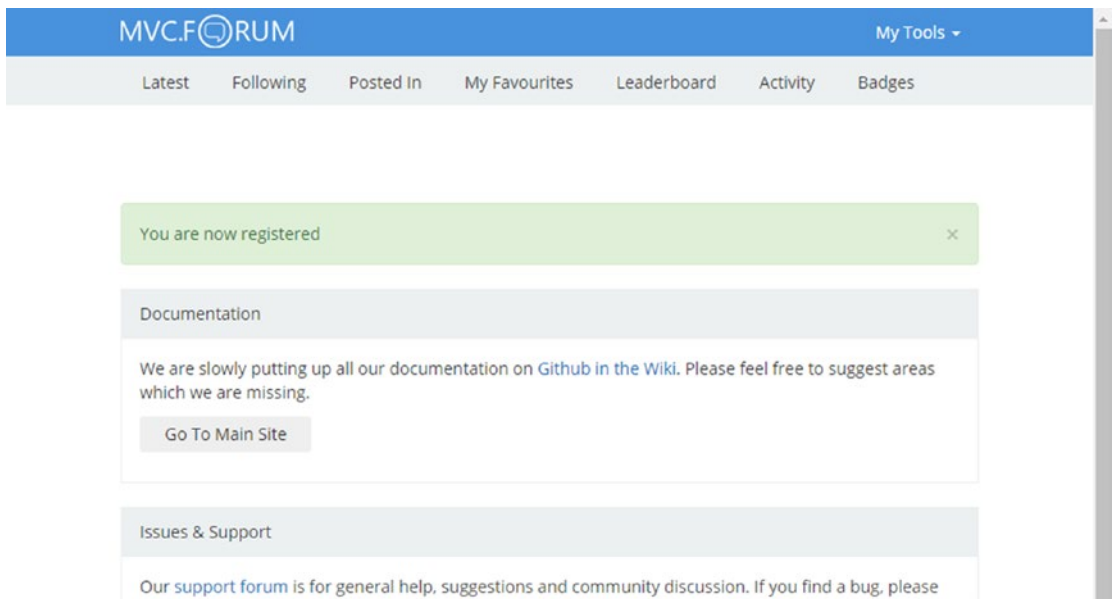 MVC.FORUM
My Tools
Latest Following Posted In My Favourites Leaderboard Activity Badges
You are now registered ×
Documentation
We are slowly putting up all our documentation on Github in the Wiki. Please feel free to suggest areas
which we are missing.
Go To Main Site
Issues & Support
Our support forum is for general help, suggestions and community discussion. If you find a bug, please